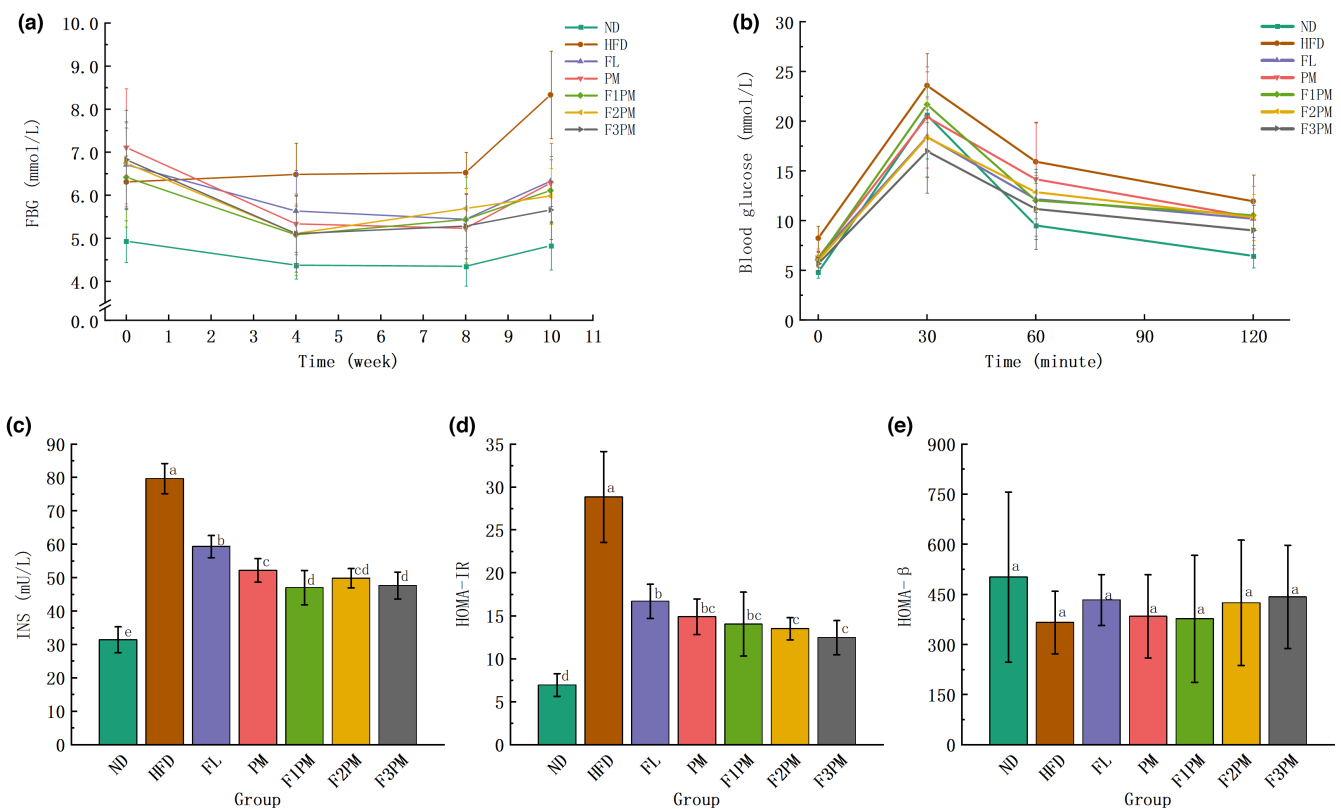 (a)
FBG (mmol/L)
10.0
9.0
8.0
7.0
6.0
5.0
4.0
0.0
0 1 2 3 4 5 6 7 8 9 10 11
Time (week)
ND
HFD
FL
PM
F1PM
F2PM
F3PM
(b)
Blood glucose (mmol/L)
30
25
20
15
10
5
0
0 30 60 90 120
Time (minute)
ND
HFD
FL
PM
F1PM
F2PM
F3PM
(c)
INS (mU/L)
90
80
70
60
50
40
30
20
10
0
e a b c d cd d
ND HFD FL PM F1PM F2PM F3PM
Group
(d)
HOMA-IR
35
30
25
20
15
10
5
0
d a b bc bc c c
ND HFD FL PM F1PM F2PM F3PM
Group
(e)
HOMA-β
900
750
600
450
300
150
0
a a a a a a a
ND HFD FL PM F1PM F2PM F3PM
Group